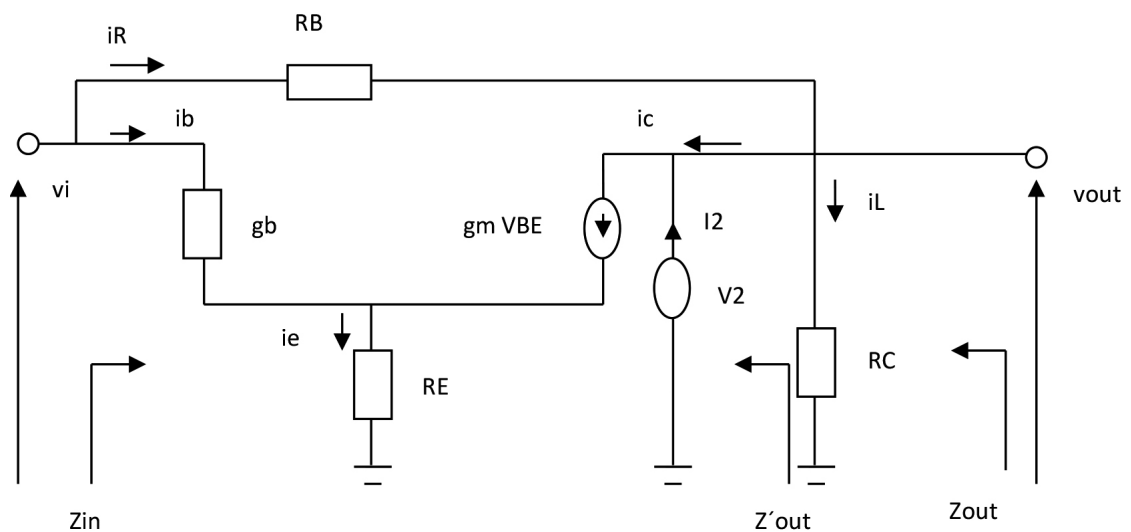 RB
iR
ib
ic
vi
vout
iL
gb
gm VBE
I2
V2
ie
RE
RC
Zin
Z´out
Zout